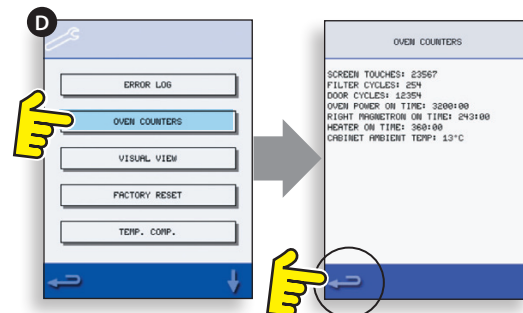 D
ERROR LOG
OVEN COUNTERS
VISUAL VIEW
FACTORY RESET
TEMP. COMP.
OVEN COUNTERS
SCREEN TOUCHES: 23567
FILTER CYCLES: 254
DOOR CYCLES: 12354
OVEN POWER ON TIME: 3200:00
RIGHT MAGNETRON ON TIME: 243:00
HEATER ON TIME: 360:00
CABINET AMBIENT TEMP: 13°C